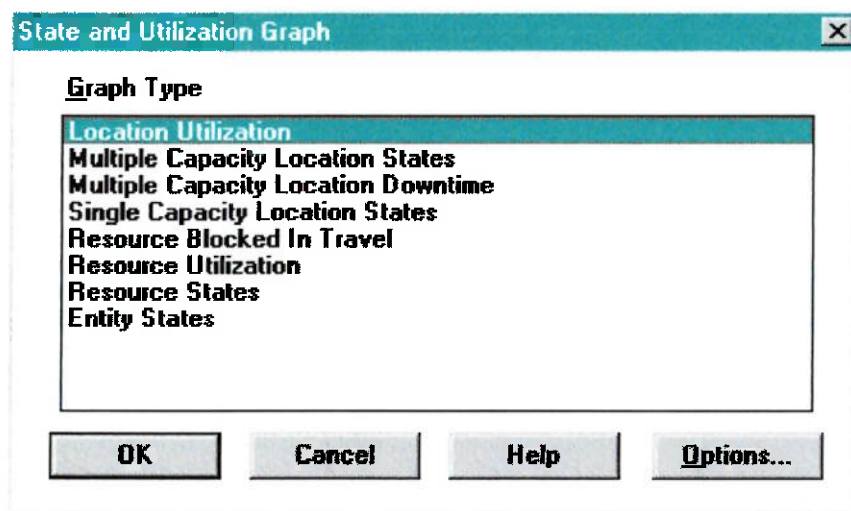 State and Utilization Graph
Graph Type
Location Utilization
Multiple Capacity Location States
Multiple Capacity Location Downtime
Single Capacity Location States
Resource Blocked In Travel
Resource Utilization
Resource States
Entity States
OK Cancel Help Options...